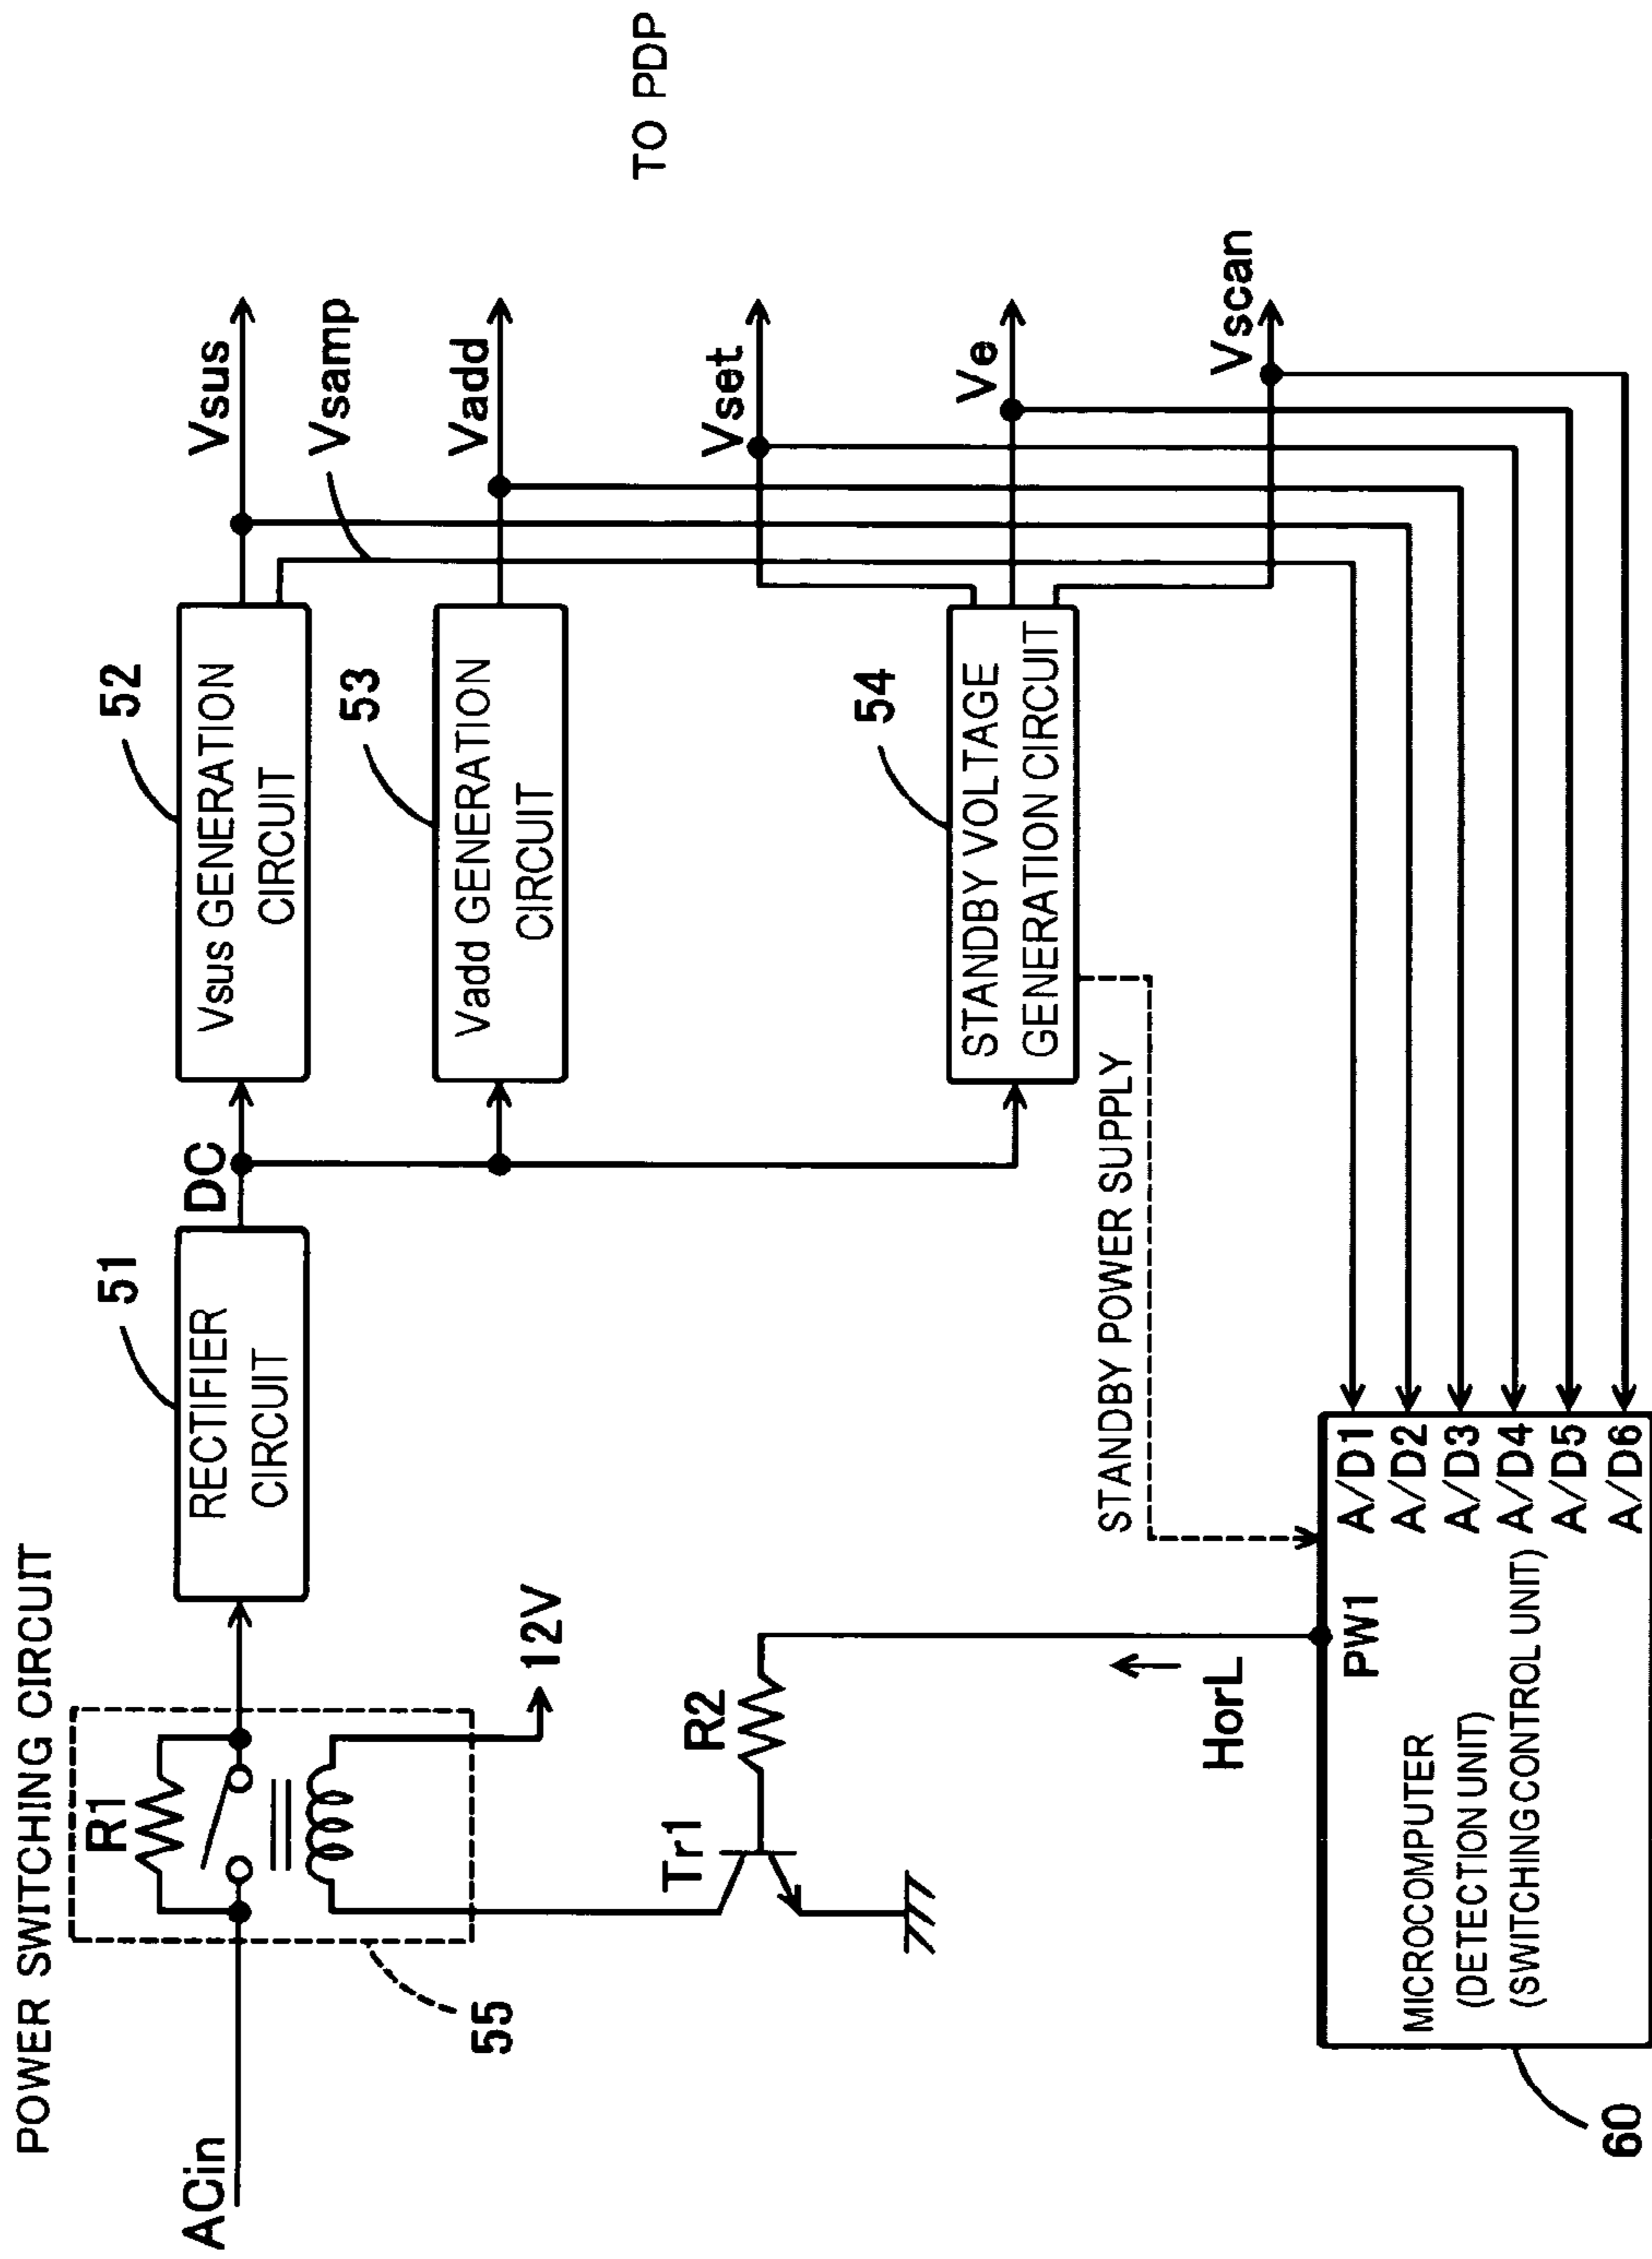 POWER SWITCHING CIRCUIT
ACin
R1
55
12V
51
RECTIFIER
CIRCUIT
DC
52
Vsus GENERATION
CIRCUIT
Vsus
Vsamp
53
Vadd GENERATION
CIRCUIT
Vadd
TO PDP
54
STANDBY VOLTAGE
GENERATION CIRCUIT
Vset
Ve
Vscan
Tr1
R2
HorL
STANDBY POWER SUPPLY
PW1
MICROCOMPUTER
(DETECTION UNIT)
(SWITCHING CONTROL UNIT)
A/D1
A/D2
A/D3
A/D4
A/D5
A/D6
60